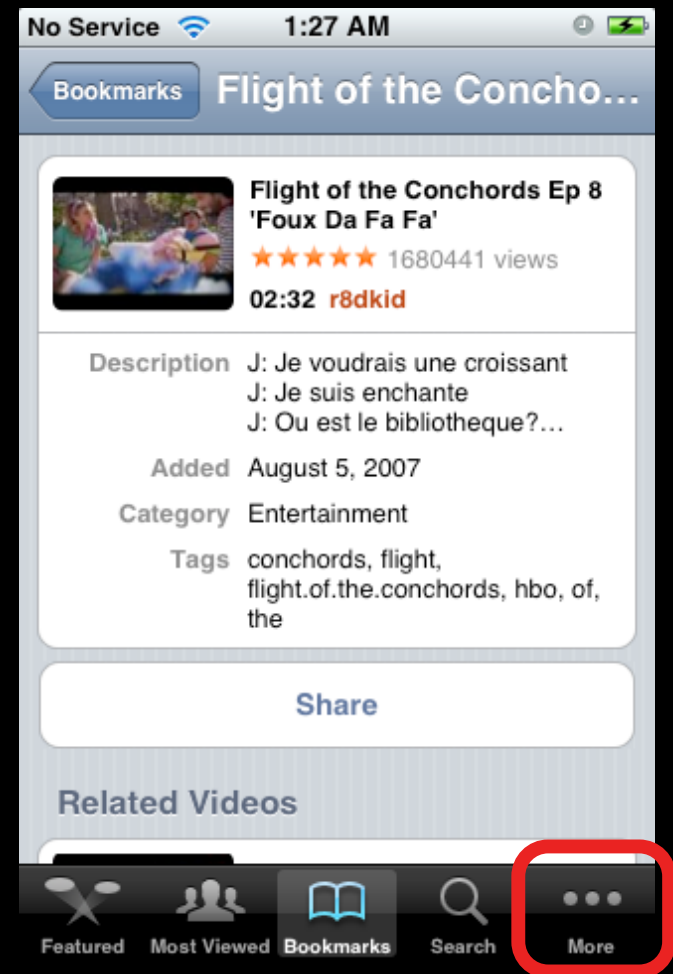 No Service 1:27 AM
Bookmarks Flight of the Concho...
Flight of the Conchords Ep 8
'Foux Da Fa Fa'
1680441 views
02:32 r8dkid
Description J: Je voudrais une croissant
J: Je suis enchante
J: Ou est le bibliotheque?...
Added August 5, 2007
Category Entertainment
Tags conchords, flight,
flight.of.the.conchords, hbo, of,
the
Share
Related Videos
Featured Most Viewed Bookmarks Search More